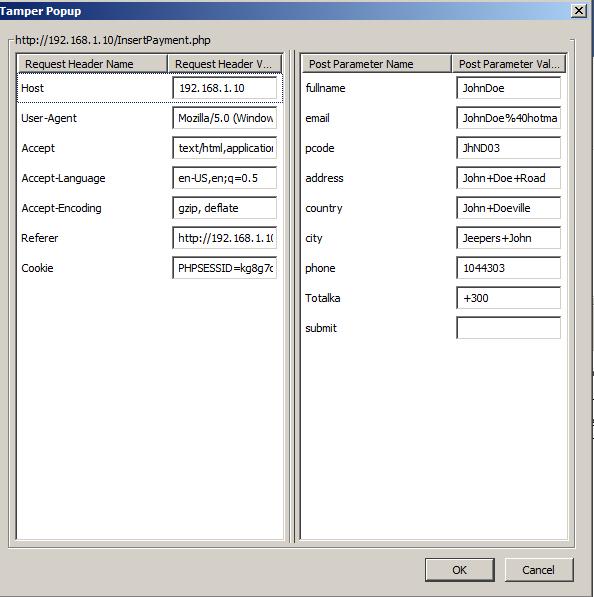 Tamper Popup
http://192.168.1.10/InsertPayment.php
Request Header Name Request Header V... Post Parameter Name Post Parameter Val...
Host 192.168.1.10 fullname JohnDoe
User-Agent Mozilla/5.0 (Window email JohnDoe%40hotma
Accept text/html,application pcode JhND03
Accept-Language en-US,en;q=0.5 address John+Doe+Road
Accept-Encoding gzip, deflate country John+Doeville
Referer http://192.168.1.10 city Jeepers+John
Cookie PHPSESSID=kg8g7c phone 1044303
Totalka +300
submit
OK Cancel